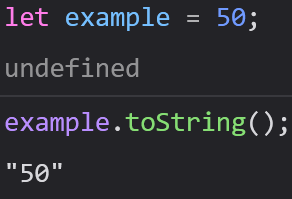 let example = 50;
undefined
example.toString();
"50"